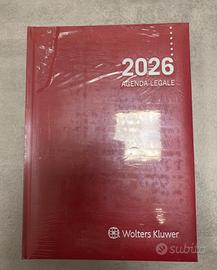 2026
AGENDA LEGALE
Wolters Kluwer
subito